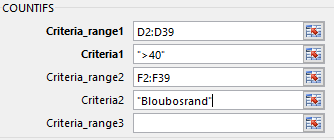 COUNTIFS
Criteria_range1 D2:D39
Criteria1 ">40"
Criteria_range2 F2:F39
Criteria2 "Bloubosrand"
Criteria_range3